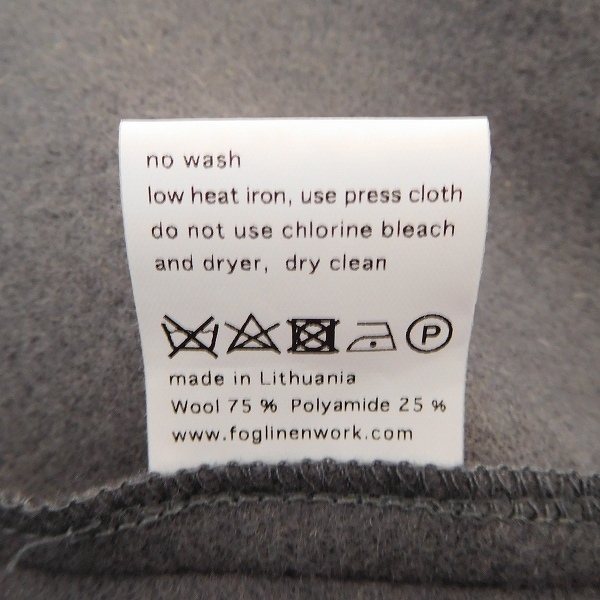 no wash
low heat iron, use press cloth
do not use chlorine bleach
and dryer, dry clean
P
made in Lithuania
Wool 75 % Polyamide 25 %
www.foglinenwork.com